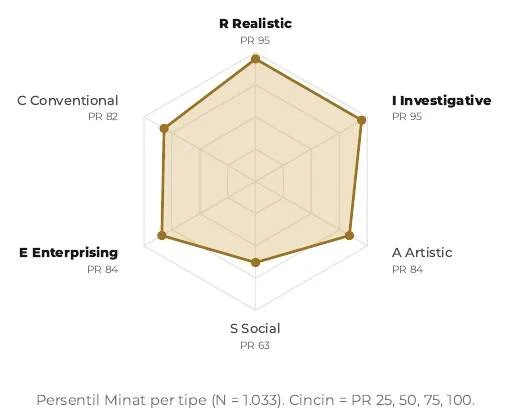 R Realistic
PR 95
C Conventional
PR 82
I Investigative
PR 95
E Enterprising
PR 84
A Artistic
PR 84
S Social
PR 63
Persentil Minat per tipe (N = 1.033). Cincin = PR 25, 50, 75, 100.